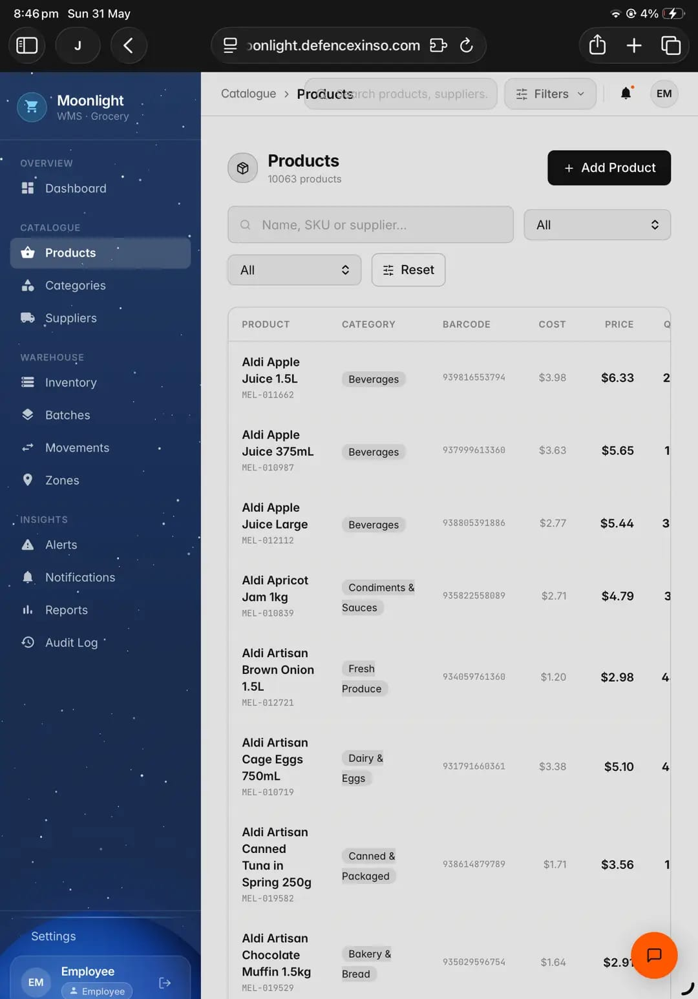 8:46 pm Sun 31 May
4%
J
oonlight.defencexinso.com
Moonlight
WMS · Grocery
OVERVIEW
Dashboard
CATALOGUE
Products
Categories
Suppliers
WAREHOUSE
Inventory
Batches
Movements
Zones
INSIGHTS
Alerts
Notifications
Reports
Audit Log
Settings
EM
Employee
Employee
Catalogue › Products
arch products, suppliers.
Filters
EM
Products
10063 products
+ Add Product
Name, SKU or supplier...
All
All
Reset
PRODUCT CATEGORY BARCODE COST PRICE Q
Aldi Apple
Juice 1.5L
MEL-011662
Beverages
939816553794
$3.98
$6.33
2
Aldi Apple
Juice 375mL
MEL-010987
Beverages
937999613360
$3.63
$5.65
1
Aldi Apple
Juice Large
MEL-012112
Beverages
938805391886
$2.77
$5.44
3
Aldi Apricot
Jam 1kg
MEL-010839
Condiments &
Sauces
935822558089
$2.71
$4.79
3
Aldi Artisan
Brown Onion
1.5L
MEL-012721
Fresh
Produce
934059761360
$1.20
$2.98
4
Aldi Artisan
Cage Eggs
750mL
MEL-010719
Dairy &
Eggs
931791660361
$3.38
$5.10
4
Aldi Artisan
Canned
Tuna in
Spring 250g
MEL-019582
Canned &
Packaged
938614879789
$1.71
$3.56
1
Aldi Artisan
Chocolate
Muffin 1.5kg
MEL-019529
Bakery &
Bread
935029596754
$1.64
$2.91